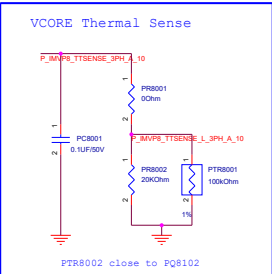 VCORE Thermal Sense
P_IMVP8_TTSENSE_3PH_A_10
1
PR8001
0Ohm
2
1
PC8001
0.1UF/50V
2
P_IMVP8_TTSENSE_L_3PH_A_10
1
PR8002
20KOhm
2
1
PTR8001
100kOhm
2
1%
PTR8002 close to PQ8102